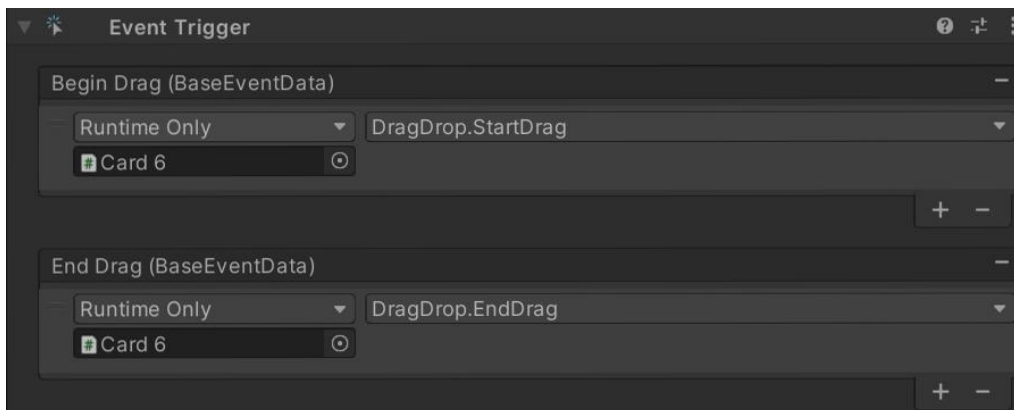 Event Trigger
Begin Drag (BaseEventData)
Runtime Only DragDrop.StartDrag
Card 6
End Drag (BaseEventData)
Runtime Only DragDrop.EndDrag
Card 6